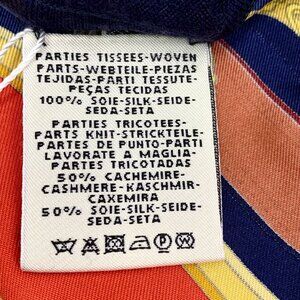 PARTIES TISSEES-WOVEN
PARTS-WEBTEILE-PIEZAS
TEJIDAS-PARTI TESSUTE-
PEÇAS TECIDAS
100% SOIE-SILK-SEIDE-
SEDA-SETA
PARTIES TRICOTEES-
PARTS KNIT-STRICKTEILE-
PARTES DE PUNTO-PARTI
LAVORATE A MAGLIA-
PARTES TRICOTADAS
50% CACHEMIRE-
CASHMERE-KASCHMIR-
CAXEMIRA
50% SOIE-SILK-SEIDE-
SEDA-SETA